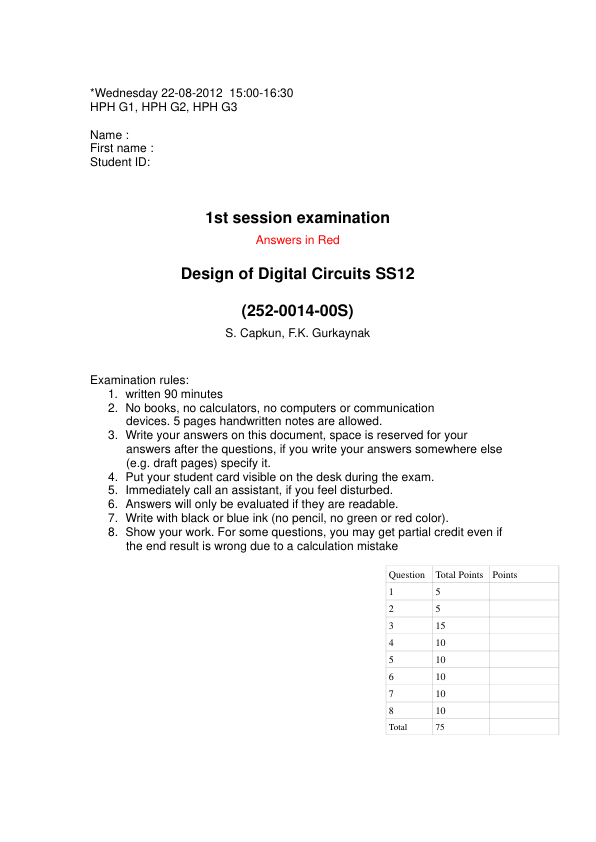 *Wednesday 22-08-2012  15:00-16:30
HPH G1, HPH G2, HPH G3
Name :
First name :
Student ID:
1st session examination
Answers in Red
Design of Digital Circuits SS12
(252-0014-00S)
S. Capkun, F.K. Gurkaynak
Examination rules:
1. written 90 minutes
2. No books, no calculators, no computers or communication
devices. 5 pages handwritten notes are allowed.
3. Write your answers on this document, space is reserved for your
answers after the questions, if you write your answers somewhere else
(e.g. draft pages) specify it.
4. Put your student card visible on the desk during the exam.
5. Immediately call an assistant, if you feel disturbed.
6. Answers will only be evaluated if they are readable.
7. Write with black or blue ink (no pencil, no green or red color).
8. Show your work. For some questions, you may get partial credit even if
the end result is wrong due to a calculation mistake
Question Total Points Points
1 5
2 5
3 15
4 10
5 10
6 10
7 10
8 10
Total 75